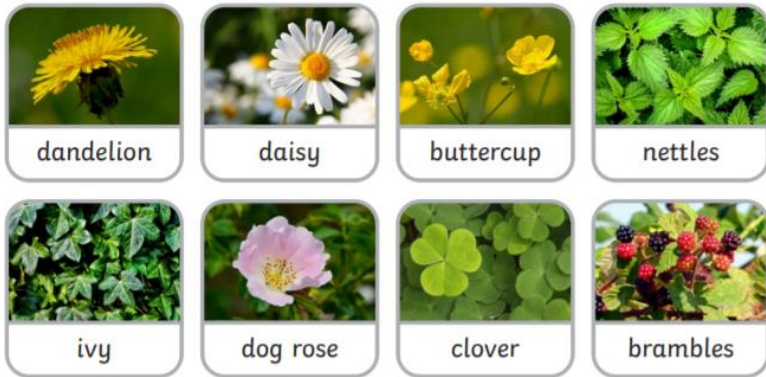 dandelion
daisy
buttercup
nettles
ivy
dog rose
clover
brambles